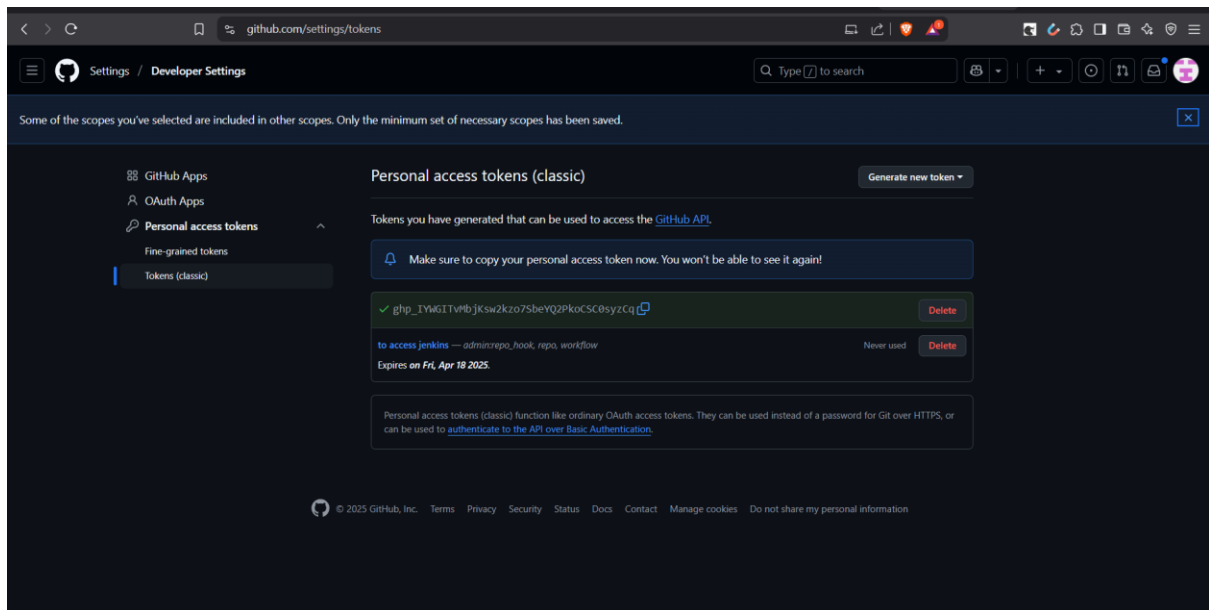 github.com/settings/tokens
Settings / Developer Settings
Type / to search
Some of the scopes you've selected are included in other scopes. Only the minimum set of necessary scopes has been saved.
GitHub Apps
OAuth Apps
Personal access tokens
Fine-grained tokens
Tokens (classic)
Personal access tokens (classic)
Generate new token
Tokens you have generated that can be used to access the GitHub API.
Make sure to copy your personal access token now. You won't be able to see it again!
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 Delete
to access jenkins — admin:repo_hook, repo, workflow Never used Delete
Expires on Fri, Apr 18 2025.
Personal access tokens (classic) function like ordinary OAuth access tokens. They can be used instead of a password for Git over HTTPS, or
can be used to authenticate to the API over Basic Authentication.
© 2025 GitHub, Inc. Terms Privacy Security Status Docs Contact Manage cookies Do not share my personal information